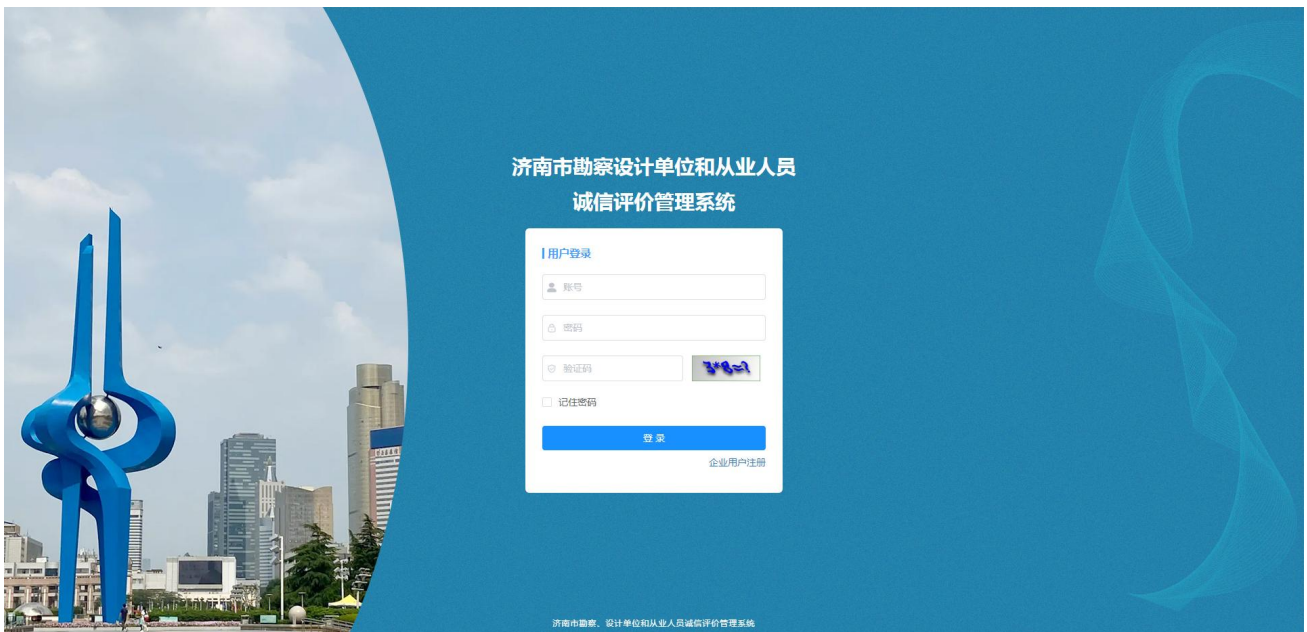 济南市勘察设计单位和从业人员
诚信评价管理系统
用户登录
账号
密码
验证码
3*8=?
记住密码
登 录
企业用户注册
济南市勘察、设计单位和从业人员诚信评价管理系统